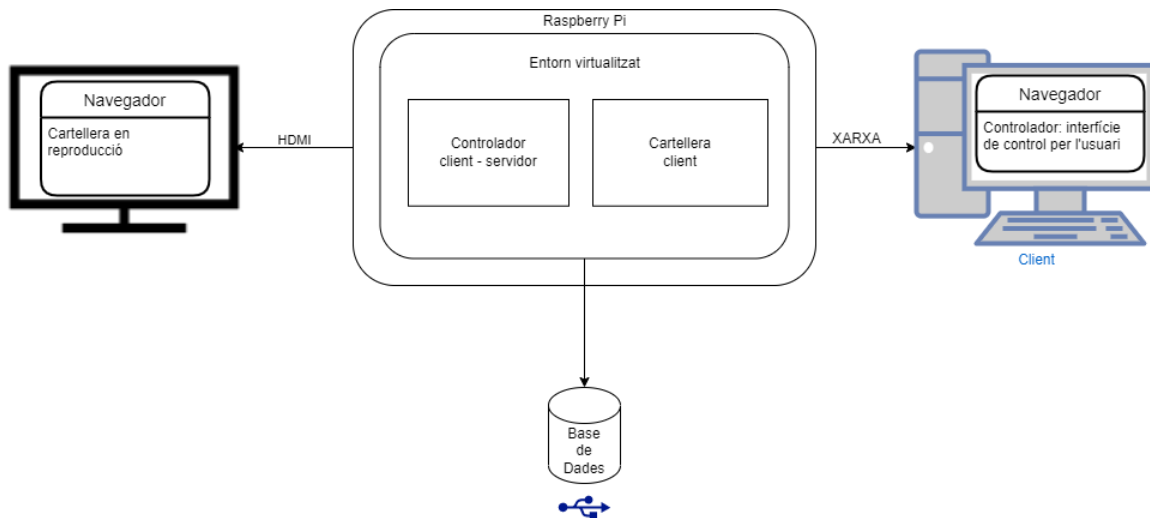 Raspberry Pi
Entorn virtualitzat
Navegador
Cartellera en
reproducció
HDMI
Controlador
client - servidor
Cartellera
client
XARXA
Navegador
Controlador: interfície
de control per l'usuari
Client
Base
de
Dades